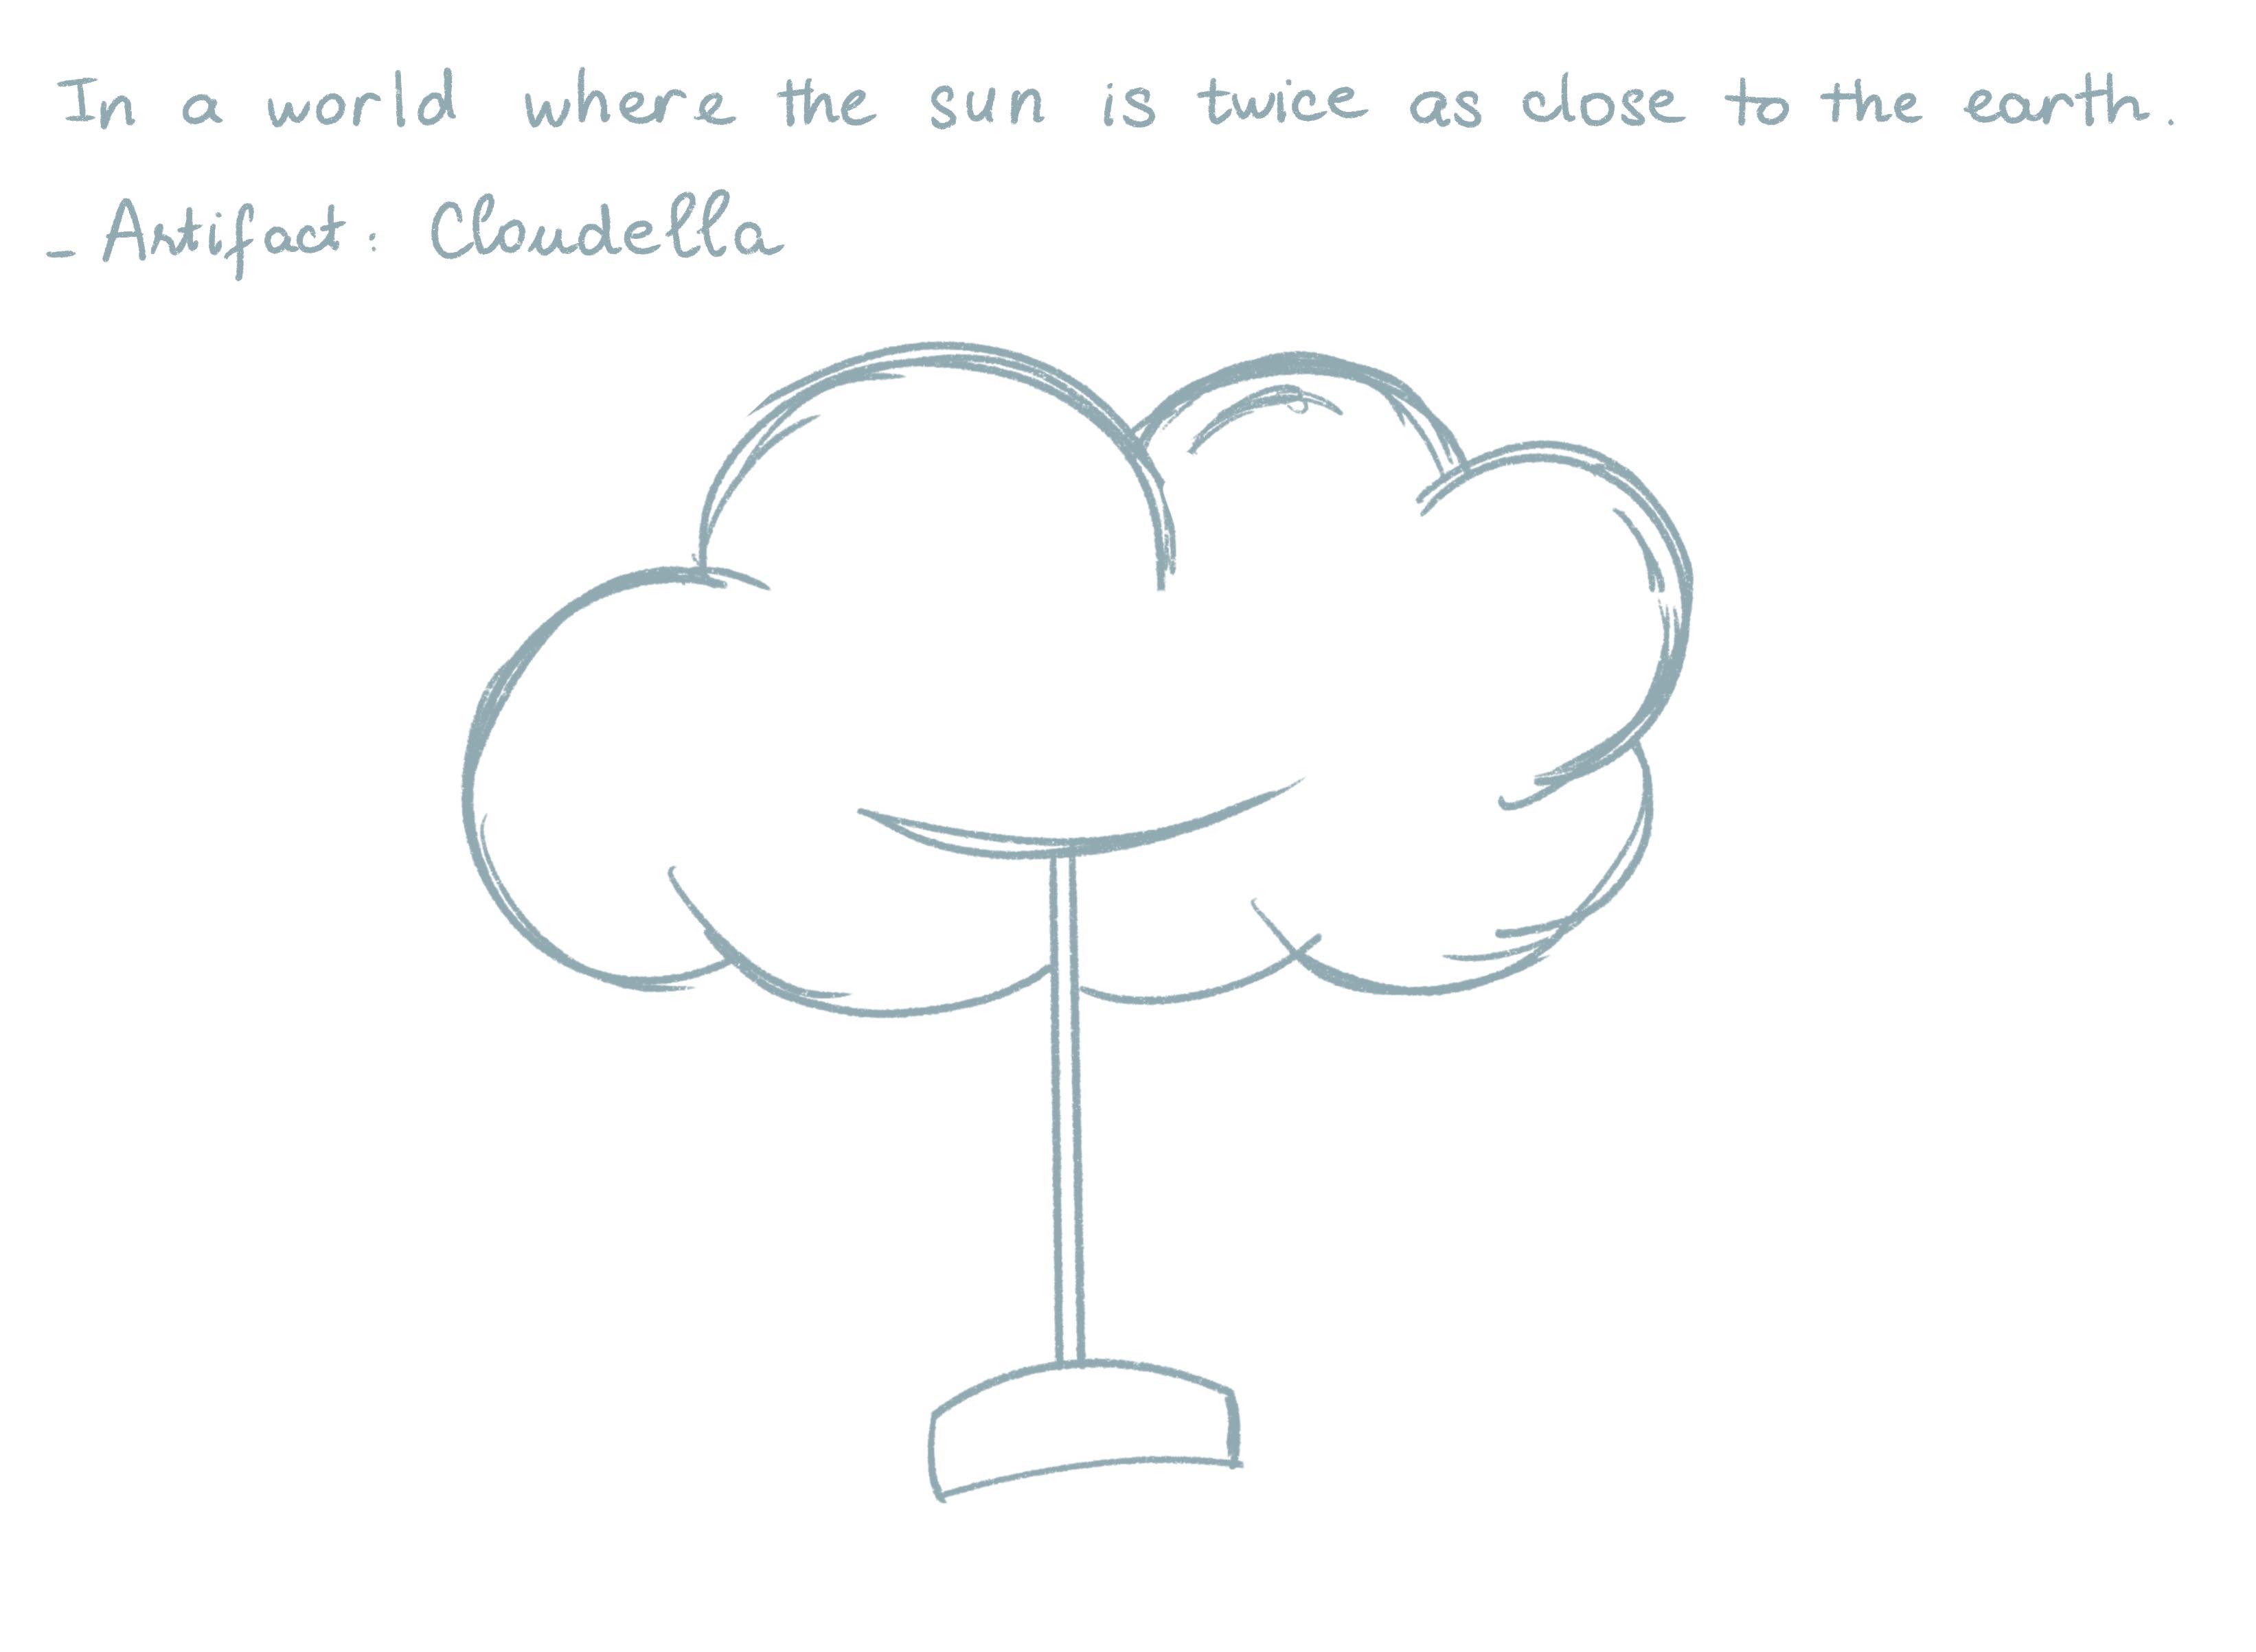 In a world where the sun is twice as close to the earth.
- Artifact: Cloudella